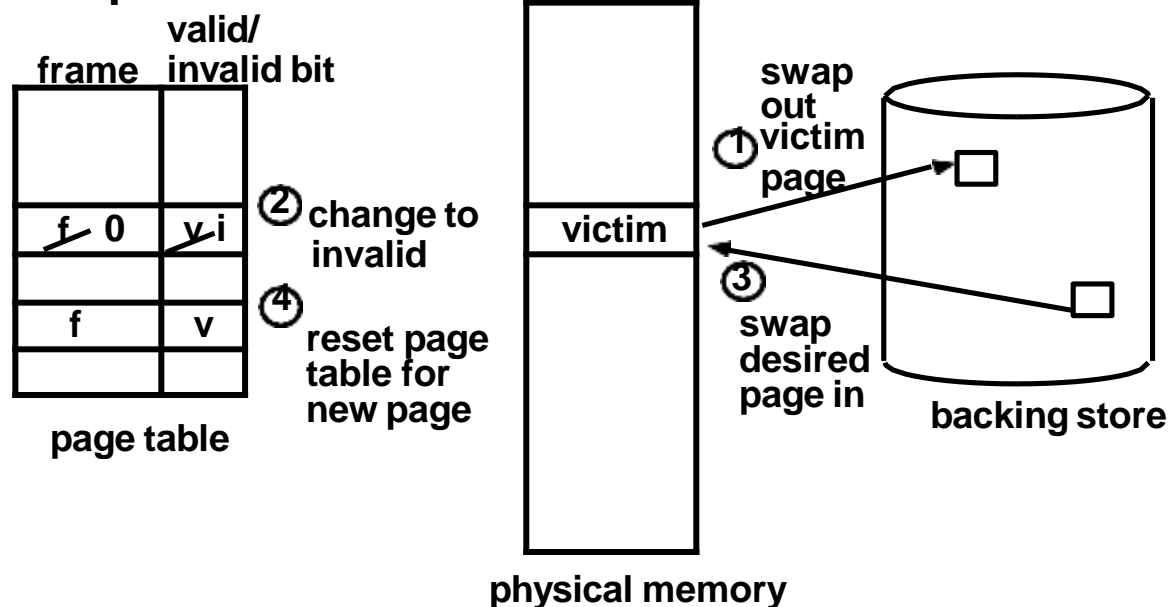 valid/
frame invalid bit
f 0 v i
f v
page table
2 change to
invalid
4
reset page
table for
new page
victim
physical memory
swap
out
1 victim
page
3
swap
desired
page in
backing store